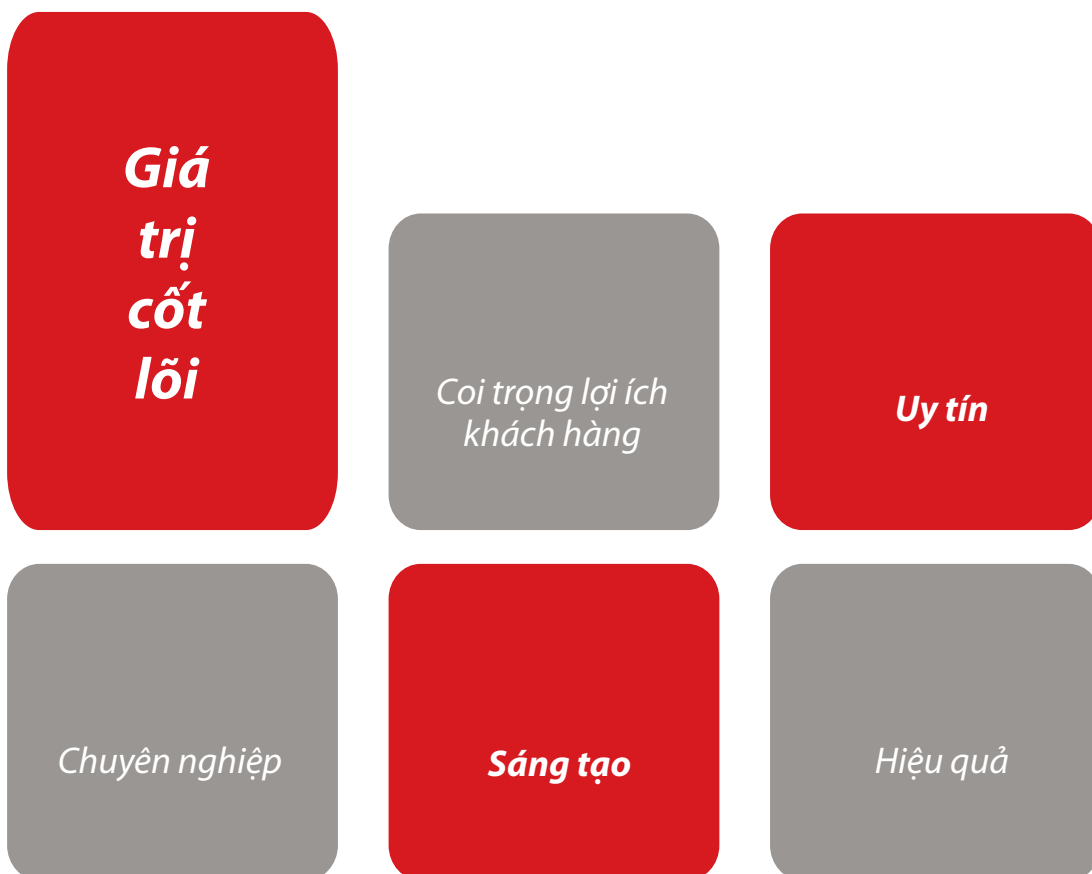 Giá
trị
cốt
lõi
Coi trọng lợi ích
khách hàng
Uy tín
Chuyên nghiệp
Sáng tạo
Hiệu quả